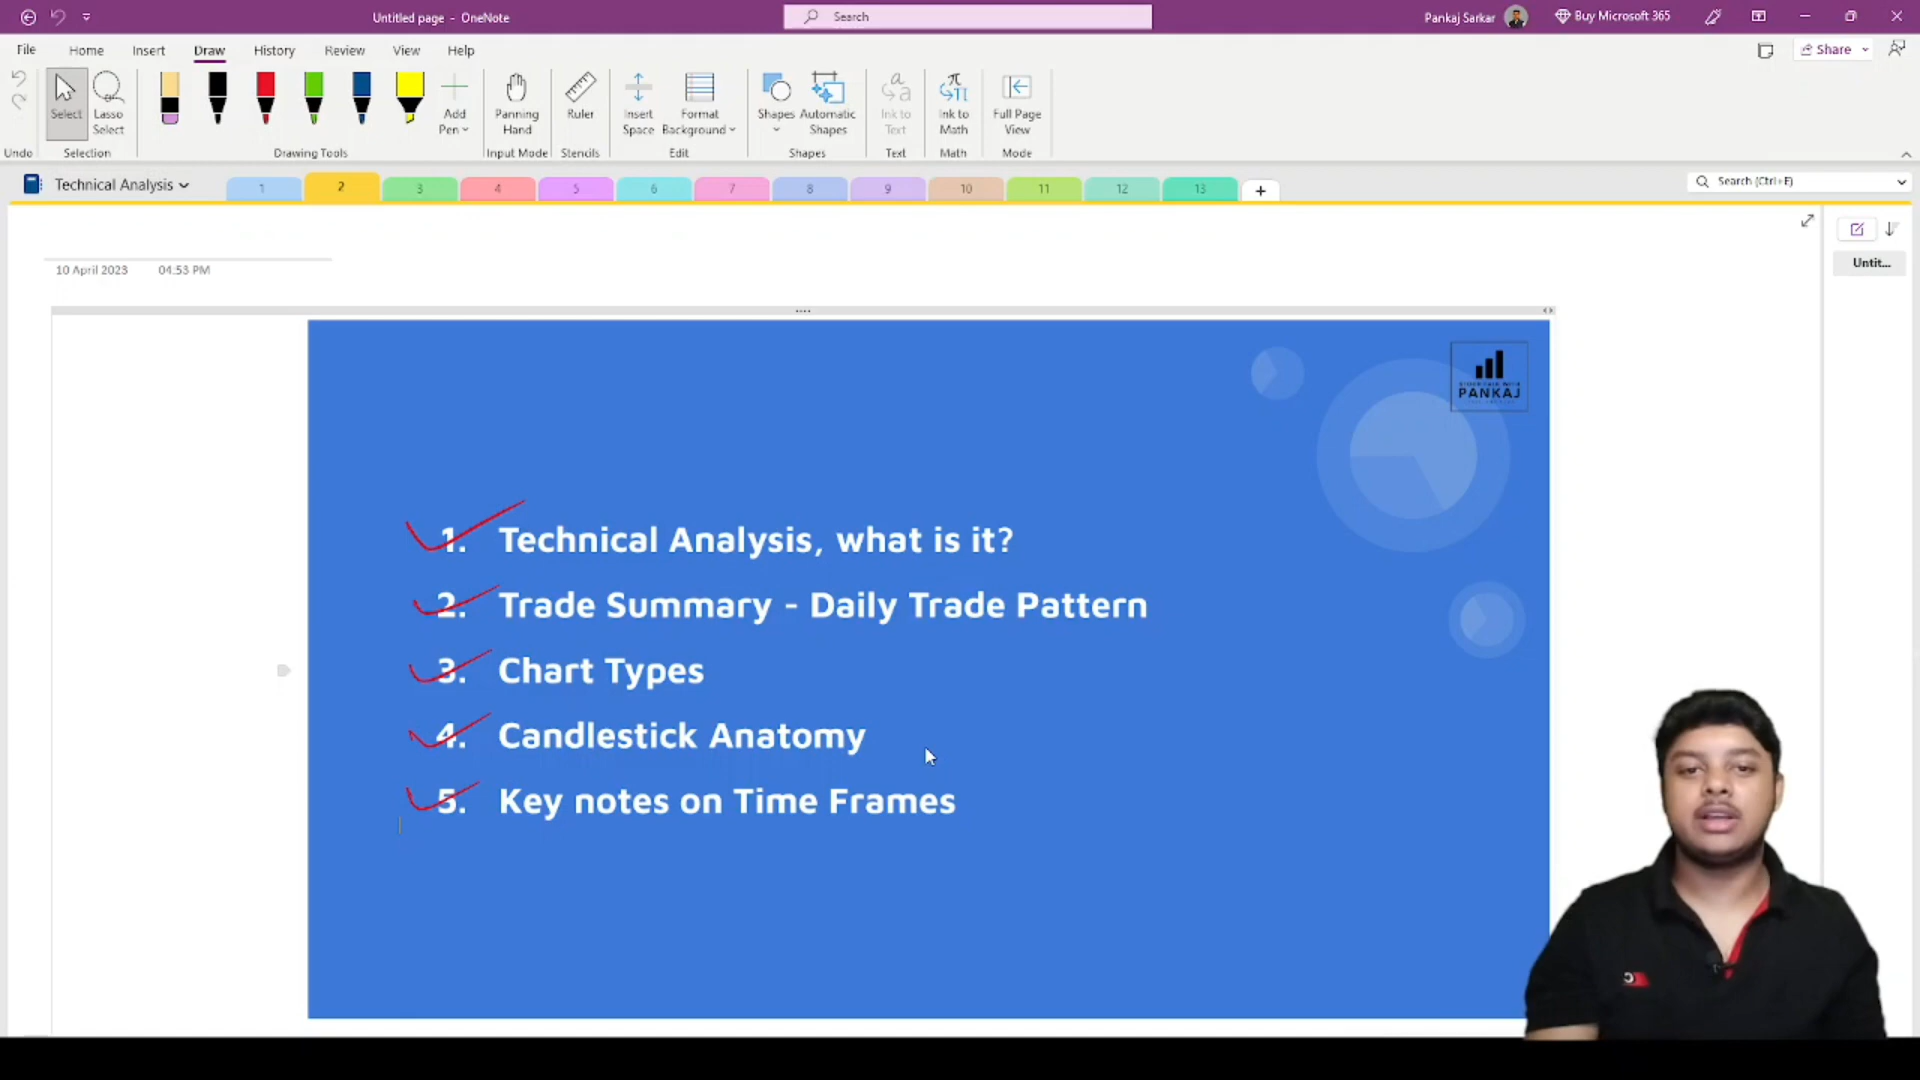 Untitled page - OneNote
Search
Pankaj Sarkar
Buy Microsoft 365
File
Home
Insert
Draw
History
Review
View
Help
Share
Select
Lasso
Select
Add
Pen
Panning
Hand
Ruler
Insert
Space
Format
Background
Shapes
Automatic
Shapes
Ink to
Text
Ink to
Math
Full Page
View
Undo
Selection
Drawing Tools
Input Mode
Stencils
Edit
Shapes
Text
Math
Mode
Technical Analysis
1
2
3
4
5
6
7
8
9
10
11
12
13
Search (Ctrl+E)
Untit...
10 April 2023
04:53 PM
PANKAJ
1. Technical Analysis, what is it?
2. Trade Summary - Daily Trade Pattern
3. Chart Types
4. Candlestick Anatomy
5. Key notes on Time Frames